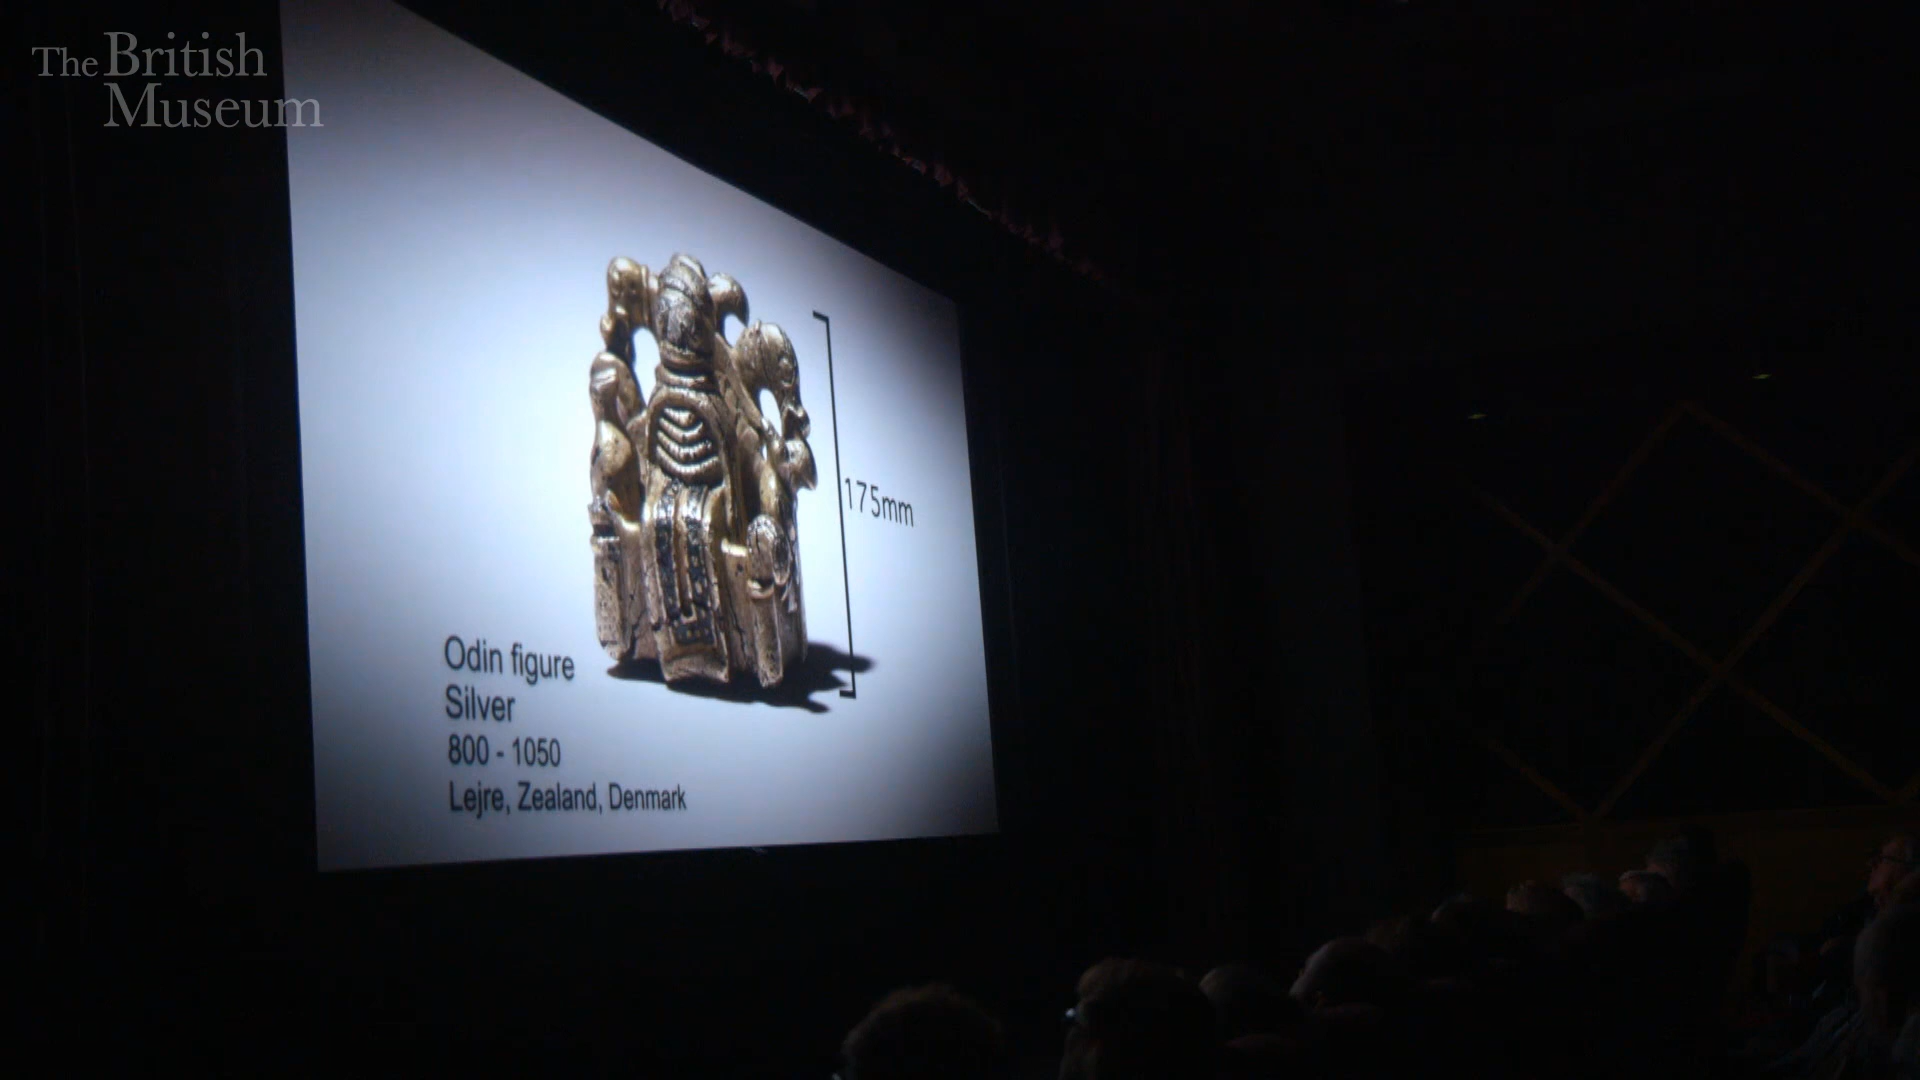 The British
Museum
175mm
Odin figure
Silver
800 - 1050
Lejre, Zealand, Denmark